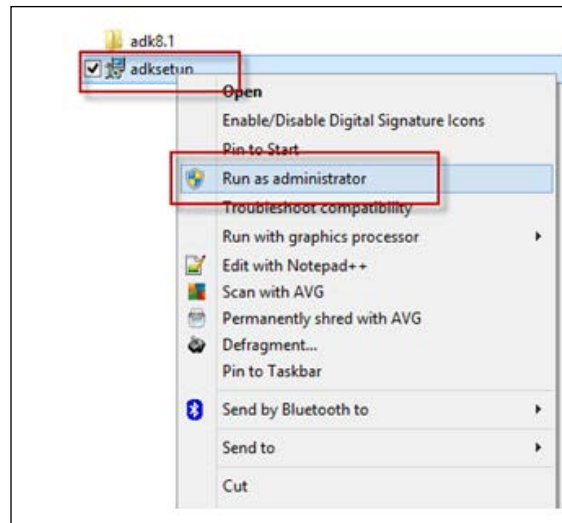 adk8.1
adksetup
Open
Enable/Disable Digital Signature Icons
Pin to Start
Run as administrator
Troubleshoot compatibility
Run with graphics processor
Edit with Notepad++
Scan with AVG
Permanently shred with AVG
Defragment...
Pin to Taskbar
Send by Bluetooth to
Send to
Cut